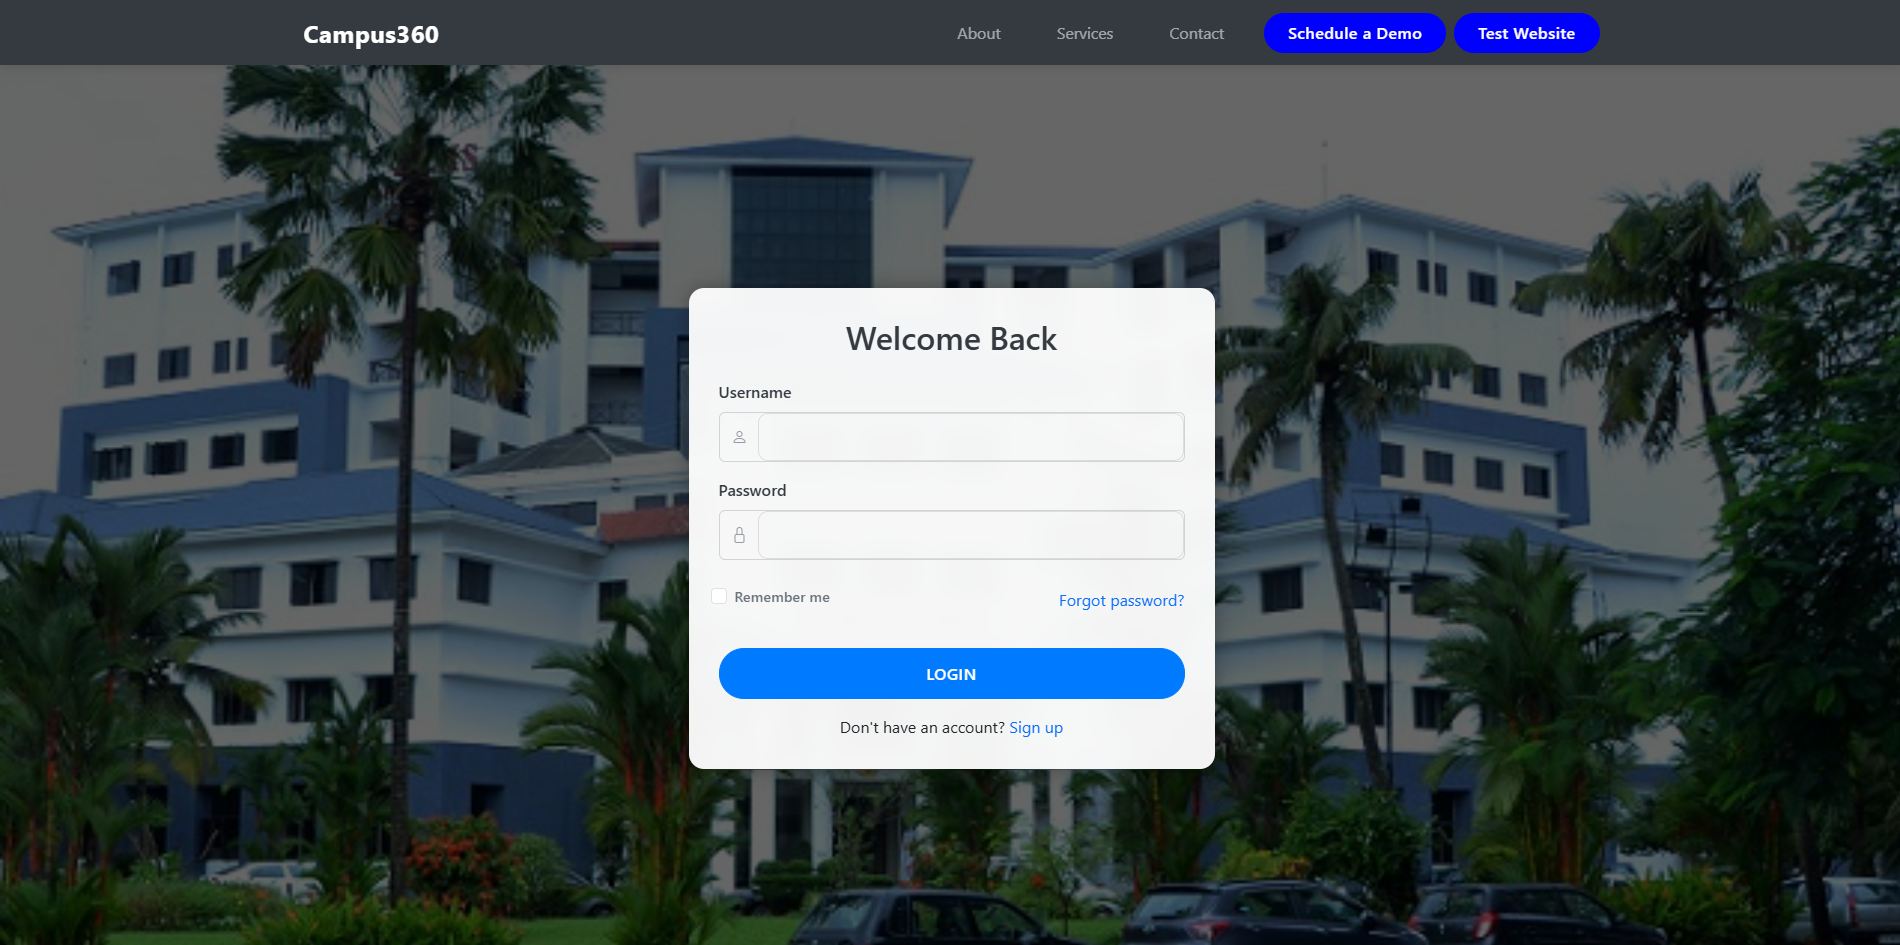 Campus360 About Services Contact Schedule a Demo Test Website
Welcome Back
Username
Password
Remember me Forgot password?
LOGIN
Don't have an account? Sign up